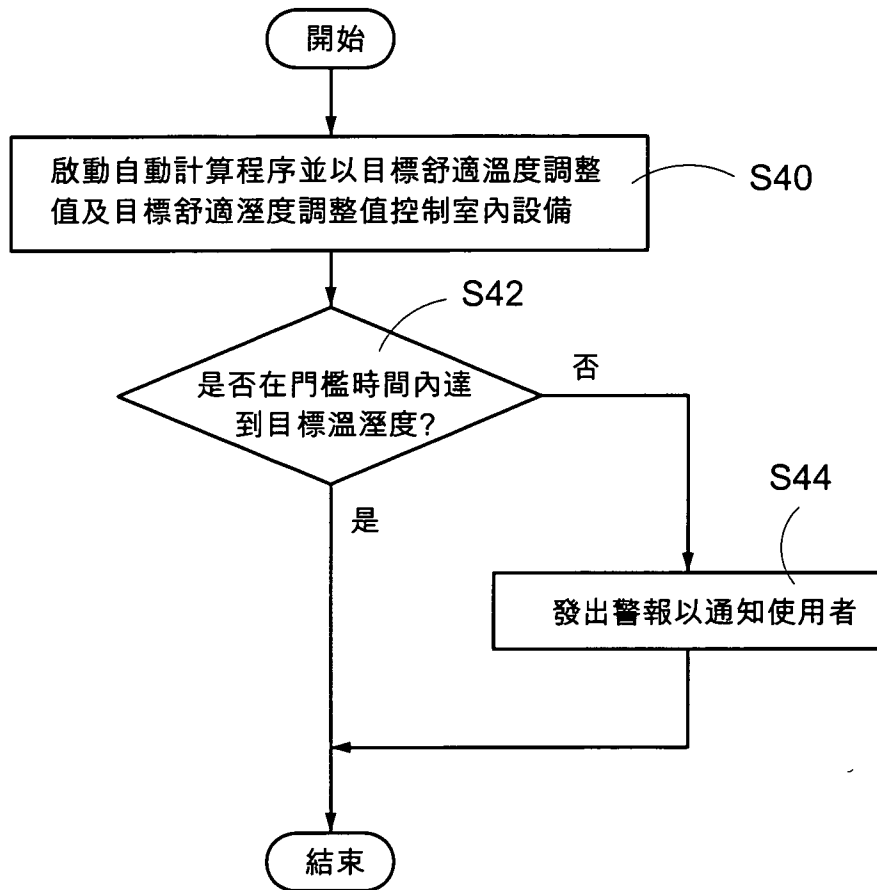 開始
啟動自動計算程序並以目標舒適溫度調整
值及目標舒適溼度調整值控制室內設備
S40
S42
是否在門檻時間內達
到目標溫溼度?
否
是
S44
發出警報以通知使用者
結束